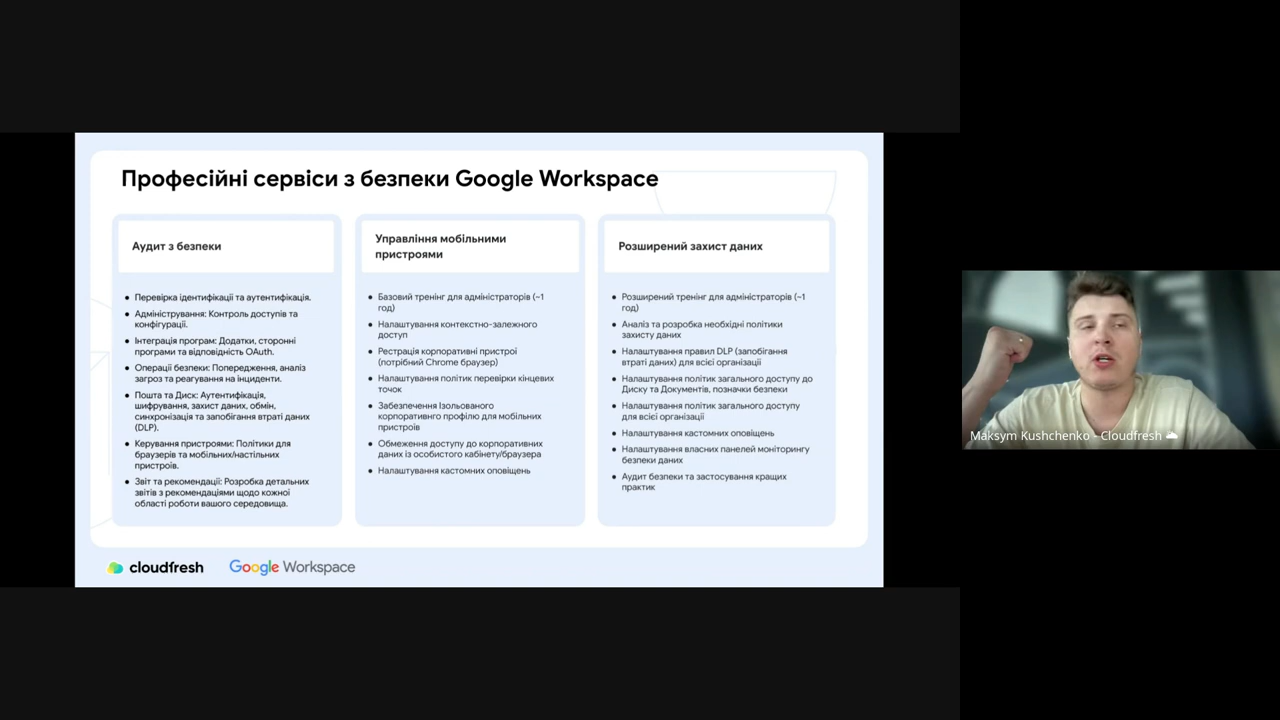 Професійні сервіси з безпеки Google Workspace
Аудит з безпеки
● Перевірка ідентифікації та аутентифікація.
● Адміністрування: Контроль доступів та
конфігурації.
● Інтеграція програм: Додатки, сторонні
програми та відповідність OAuth.
● Операції безпеки: Попередження, аналіз
загроз та реагування на інциденти.
● Пошта та Диск: Аутентифікація,
шифрування, захист даних, обмін,
синхронізація та запобігання втраті даних
(DLP).
● Керування пристроями: Політики для
браузерів та мобільних/настільних
пристроїв.
● Звіт та рекомендації: Розробка детальних
звітів з рекомендаціями щодо кожної
області роботи вашого середовища.
Управління мобільними
пристроями
● Базовий тренінг для адміністраторів (~1
год)
● Налаштування контекстно-залежного
доступ
● Рестрація корпоративні пристрої
(потрібний Chrome браузер)
● Налаштування політик перевірки кінцевих
точок
● Забезпечення Ізольованого
корпоративного профілю для мобільних
пристроїв
● Обмеження доступу до корпоративних
даних із особистого кабінету/браузера
● Налаштування кастомних оповіщень
Розширений захист даних
● Розширений тренінг для адміністраторів (~1
год)
● Аналіз та розробка необхідні політики
захисту даних
● Налаштування правил DLP (запобігання
втраті даних) для всієї організації
● Налаштування політик загального доступу до
Диску та Документів, позначки безпеки
● Налаштування політик загального доступу
для всієї організації
● Налаштування кастомних оповіщень
● Налаштування власних панелей моніторингу
безпеки даних
● Аудит безпеки та застосування кращих
практик
cloudfresh
Google Workspace
Maksym Kushchenko - Cloudfresh